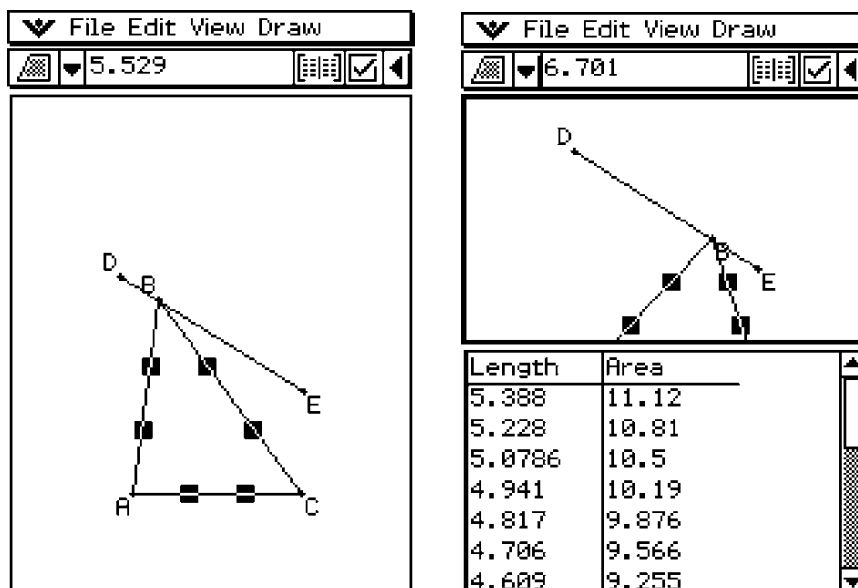 File Edit View Draw
5.529
D
B
E
A
C
File Edit View Draw
6.701
D
B
E
Length Area
5.388 11.12
5.228 10.81
5.0786 10.5
4.941 10.19
4.817 9.876
4.706 9.566
4.609 9.255